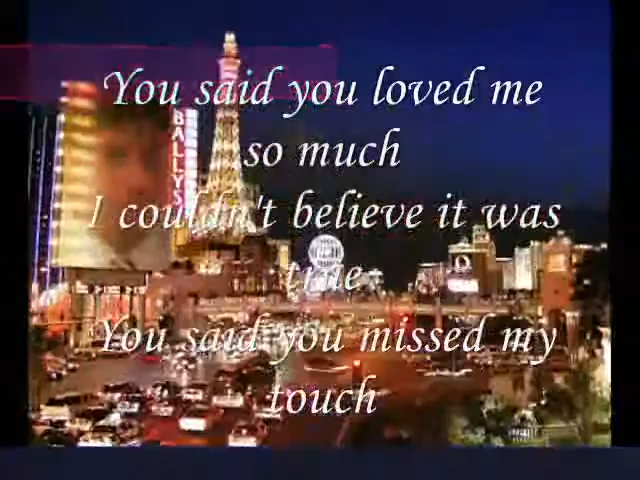 You said you loved me
so much
BALLYS
I couldn't believe it was
true
You said you missed my
touch